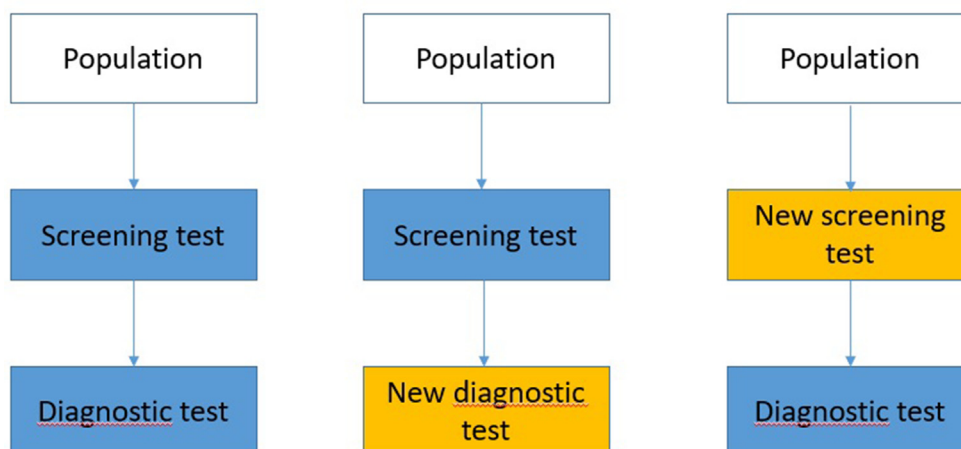 Population
Population
Population
Screening test
Screening test
New screening
test
Diagnostic test
New diagnostic
test
Diagnostic test